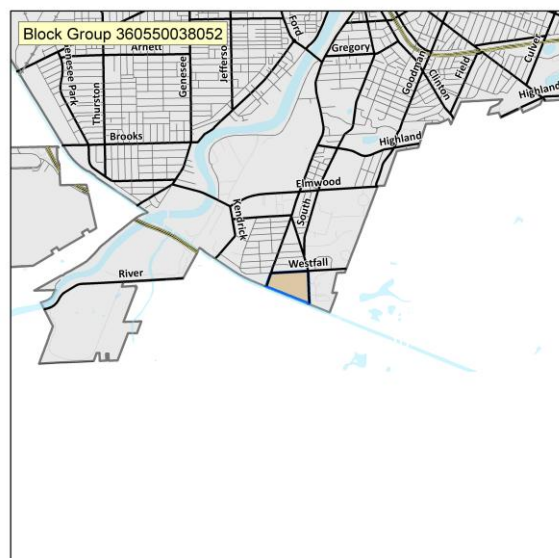 Block Group 360550038052
Ford
Genesee Park
Arnett
Genesee
Jefferson
Gregory
Goodman
Clinton
Field
Culver
Thurston
Highland
Brooks
Highland
Elmwood
Kendrick
South
Westfall
River